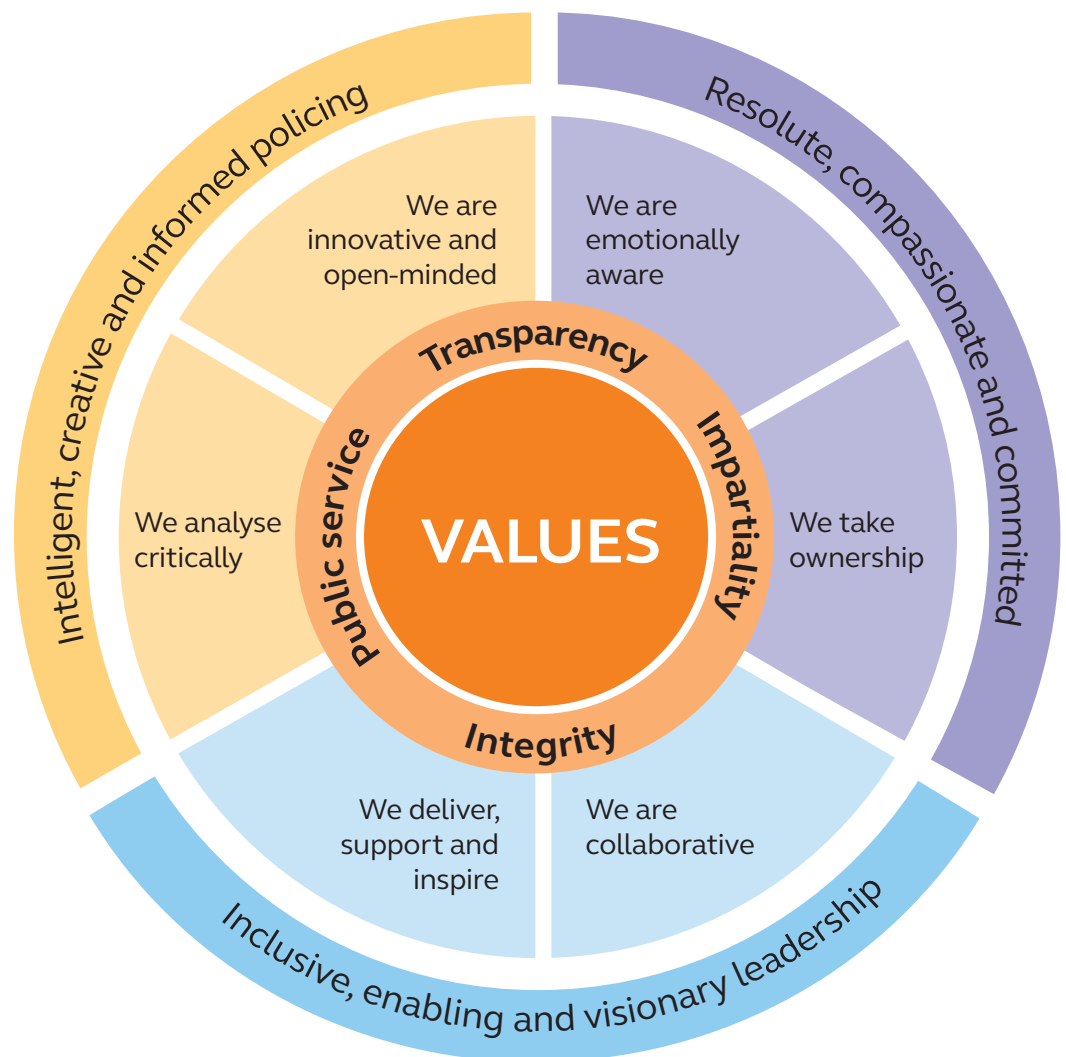 Intelligent, creative and informed policing
Resolute, compassionate and committed
We are
innovative and
open-minded
We are
emotionally
aware
Transparency
Public service
Impartiality
VALUES
We analyse
critically
We take
ownership
Integrity
We deliver,
support and
inspire
We are
collaborative
Inclusive, enabling and visionary leadership